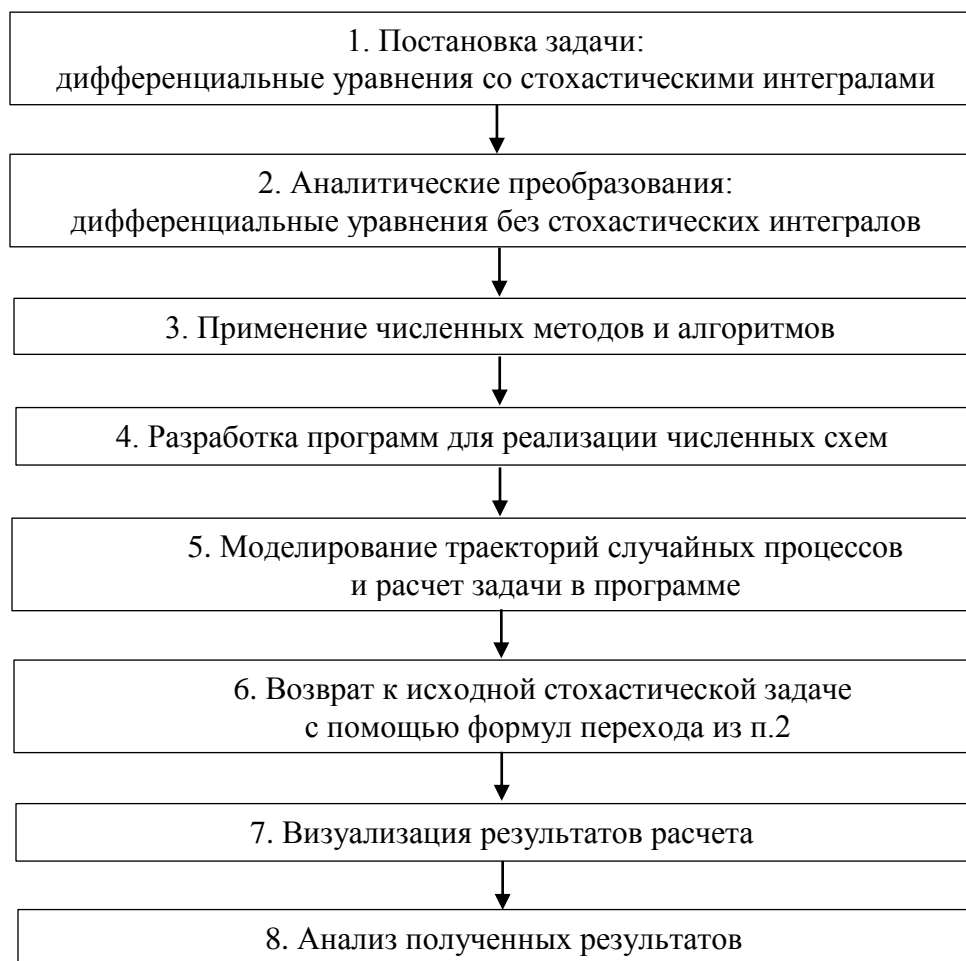 1. Постановка задачи:
дифференциальные уравнения со стохастическими интегралами
2. Аналитические преобразования:
дифференциальные уравнения без стохастических интегралов
3. Применение численных методов и алгоритмов
4. Разработка программ для реализации численных схем
5. Моделирование траекторий случайных процессов
и расчет задачи в программе
6. Возврат к исходной стохастической задаче
с помощью формул перехода из п.2
7. Визуализация результатов расчета
8. Анализ полученных результатов